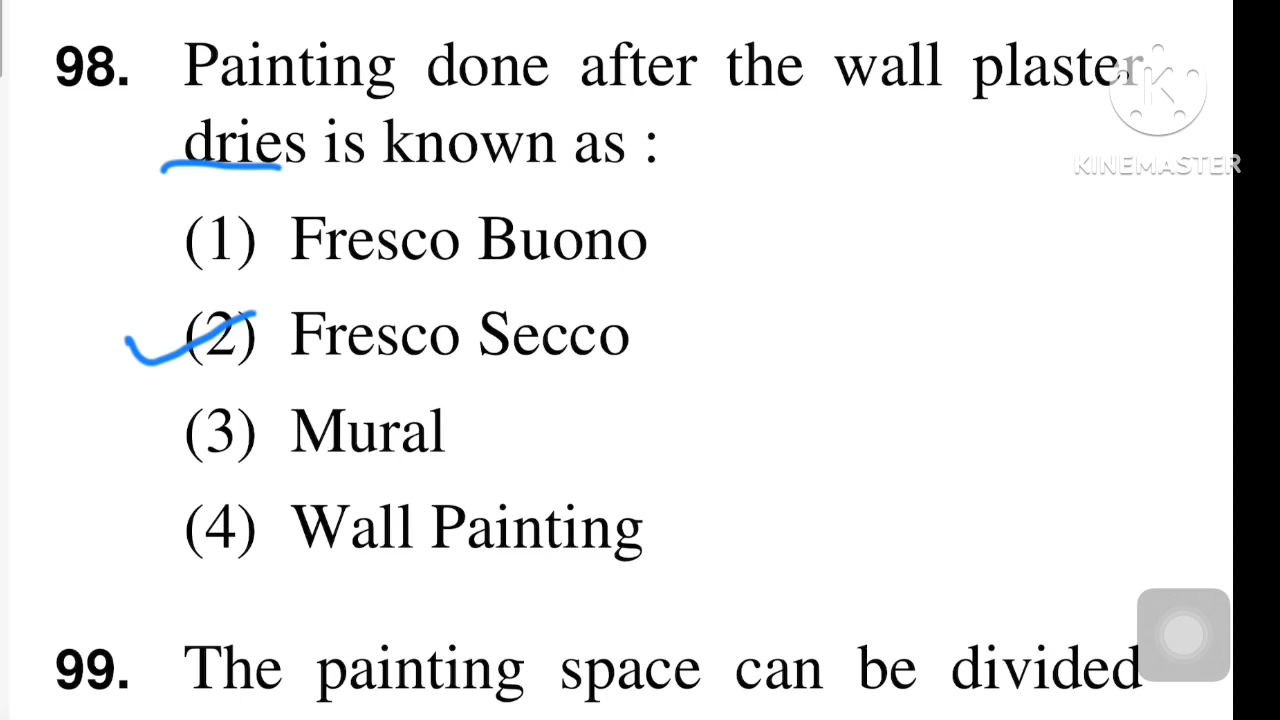 98. Painting done after the wall plaster
dries is known as :
(1) Fresco Buono
(2) Fresco Secco
(3) Mural
(4) Wall Painting
99. The painting space can be divided
K
KINEMASTER